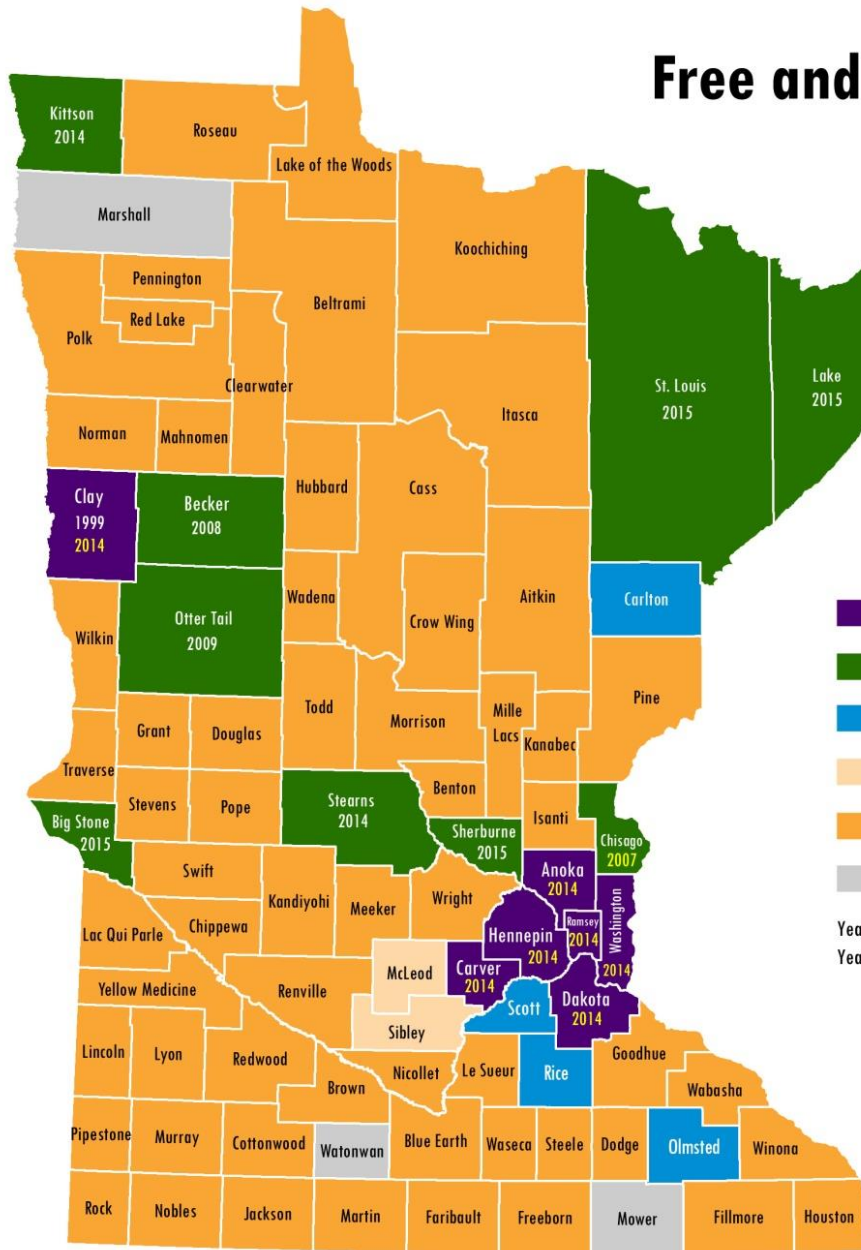 Free and
Kittson
2014
Roseau
Lake of the Woods
Marshall
Koochiching
Pennington
Beltrami
Red Lake
Polk
Clearwater
St. Louis
2015
Lake
2015
Itasca
Norman
Mahnomen
Hubbard
Cass
Clay
1999
2014
Becker
2008
Wadena
Crow Wing
Aitkin
Carlton
Otter Tail
2009
Wilkin
Pine
Todd
Morrison
Mille
Lacs
Kanabec
Grant
Douglas
Traverse
Benton
Stevens
Pope
Stearns
2014
Isanti
Big Stone
2015
Sherburne
2015
Chisago
2007
Swift
Anoka
2014
Kandiyohi
Meeker
Wright
Washington
2014
Ramsey
2014
Chippewa
Lac Qui Parle
Hennepin
2014
Yea
McLeod
Carver
2014
Yea
Yellow Medicine
Renville
Scott
Dakota
2014
Sibley
Lincoln
Lyon
Redwood
Nicollet
Le Sueur
Rice
Goodhue
Brown
Wabasha
Pipestone
Murray
Cottonwood
Watonwan
Blue Earth
Waseca
Steele
Dodge
Olmsted
Winona
Rock
Nobles
Jackson
Martin
Faribault
Freeborn
Mower
Fillmore
Houston